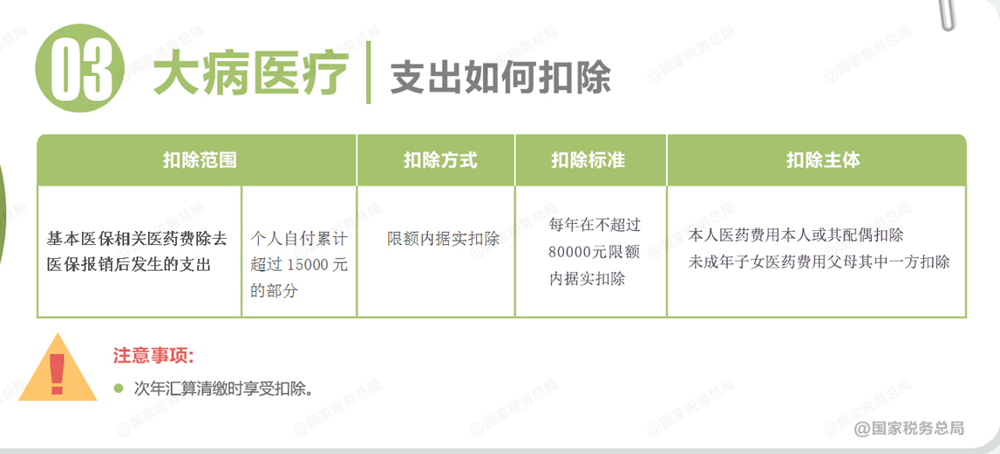 03 大病医疗 支出如何扣除
扣除范围 扣除方式 扣除标准 扣除主体
基本医保相关医药费除去
医保报销后发生的支出
个人自付累计
超过 15000 元
的部分
限额内据实扣除
每年在不超过
80000元限额
内据实扣除
本人医药费用本人或其配偶扣除
未成年子女医药费用父母其中一方扣除
注意事项:
次年汇算清缴时享受扣除。
@国家税务总局